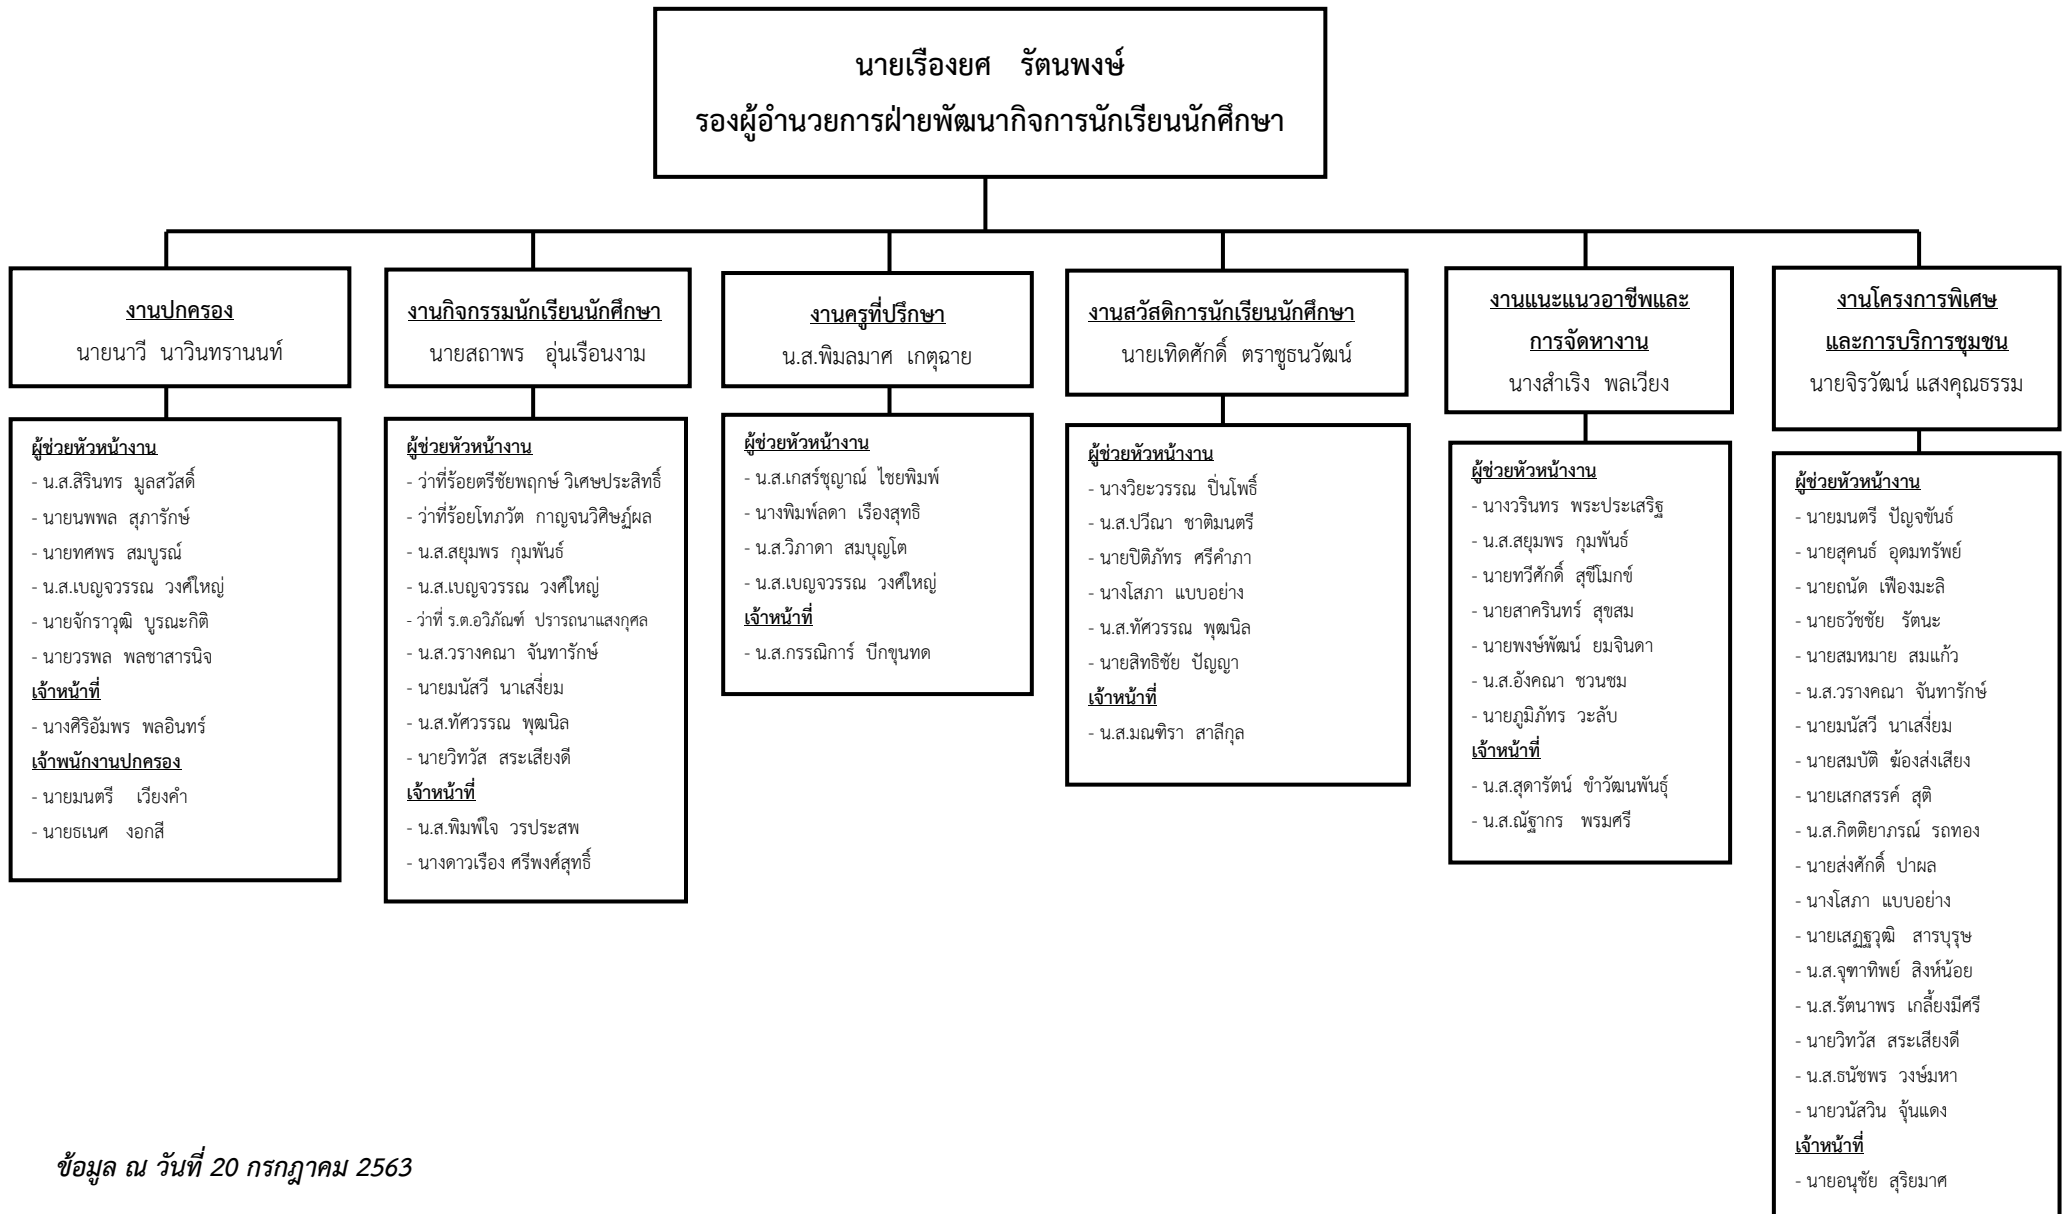 นายเรืองยศ รัตนพงษ์
รองผู้อำนวยการฝ่ายพัฒนากิจการนักเรียนนักศึกษา
งานปกครอง
นายนาวี นาวินทรานนท์
ผู้ช่วยหัวหน้างาน
- น.ส.สิรินทร มูลสวัสดิ์
- นายนพพล สุภารักษ์
- นายทศพร สมบูรณ์
- น.ส.เบญจวรรณ วงศ์ใหญ่
- นายจักราวุฒิ บูรณะกิติ
- นายวรพล พลชาสารนิจ
เจ้าหน้าที่
- นางศิริอัมพร พลอินทร์
เจ้าพนักงานปกครอง
- นายมนตรี เวียงคำ
- นายธเนศ งอกสี
งานกิจกรรมนักเรียนนักศึกษา
นายสถาพร อุ่นเรือนงาม
ผู้ช่วยหัวหน้างาน
- ว่าที่ร้อยตรีชัยพฤกษ์ วิเศษประสิทธิ์
- ว่าที่ร้อยโทภวัต กาญจนวิศิษฏ์ผล
- น.ส.สยุมพร กุมพันธ์
- น.ส.เบญจวรรณ วงศ์ใหญ่
- ว่าที่ ร.ต.อวิภัณฑ์ ปรารถนาแสงกุศล
- น.ส.วรางคณา จันทารักษ์
- นายมนัสวี นาเสงี่ยม
- น.ส.ทัศวรรณ พุฒนิล
- นายวิทวัส สระเสียงดี
เจ้าหน้าที่
- น.ส.พิมพ์ใจ วรประสพ
- นางดาวเรือง ศรีพงศ์สุทธิ์
งานครูที่ปรึกษา
น.ส.พิมลมาศ เกตุฉาย
ผู้ช่วยหัวหน้างาน
- น.ส.เกสร์ชุญาณ์ ไชยพิมพ์
- นางพิมพ์ลดา เรืองสุทธิ
- น.ส.วิภาดา สมบุญโต
- น.ส.เบญจวรรณ วงศ์ใหญ่
เจ้าหน้าที่
- น.ส.กรรณิการ์ บึกขุนทด
งานสวัสดิการนักเรียนนักศึกษา
นายเทิดศักดิ์ ตราชูธนวัฒน์
ผู้ช่วยหัวหน้างาน
- นางวิยะวรรณ ปิ่นโพธิ์
- น.ส.ปวีณา ชาติมนตรี
- นายปิติภัทร ศรีคำภา
- นางโสภา แบบอย่าง
- น.ส.ทัศวรรณ พุฒนิล
- นายสิทธิชัย ปัญญา
เจ้าหน้าที่
- น.ส.มณฑิรา สาลีกุล
งานแนะแนวอาชีพและ
การจัดหางาน
นางสำเริง พลเวียง
ผู้ช่วยหัวหน้างาน
- นางวรินทร พระประเสริฐ
- น.ส.สยุมพร กุมพันธ์
- นายทวีศักดิ์ สุขีโมกข์
- นายสาครินทร์ สุขสม
- นายพงษ์พัฒน์ ยมจินดา
- น.ส.อังคณา ชวนชม
- นายภูมิภัทร วะลับ
เจ้าหน้าที่
- น.ส.สุดารัตน์ ขำวัฒนพันธุ์
- น.ส.ณัฐากร พรมศรี
งานโครงการพิเศษ
และการบริการชุมชน
นายจิรวัฒน์ แสงคุณธรรม
ผู้ช่วยหัวหน้างาน
- นายมนตรี ปัญจขันธ์
- นายสุคนธ์ อุดมทรัพย์
- นายถนัด เฟืองมะลิ
- นายธวัชชัย รัตนะ
- นายสมหมาย สมแก้ว
- น.ส.วรางคณา จันทารักษ์
- นายมนัสวี นาเสงี่ยม
- นายสมบัติ ฆ้องส่งเสียง
- นายเสกสรรค์ สุติ
- น.ส.กิตติยาภรณ์ รถทอง
- นายส่งศักดิ์ ปาผล
- นางโสภา แบบอย่าง
- นายเสฏฐวุฒิ สารบุรุษ
- น.ส.จุฑาทิพย์ สิงห์น้อย
- น.ส.รัตนาพร เกลี้ยงมีศรี
- นายวิทวัส สระเสียงดี
- น.ส.ธนัชพร วงษ์มหา
- นายวนัสวิน จุ้นแดง
เจ้าหน้าที่
- นายอนุชัย สุริยมาศ
ข้อมูล ณ วันที่ 20 กรกฎาคม 2563